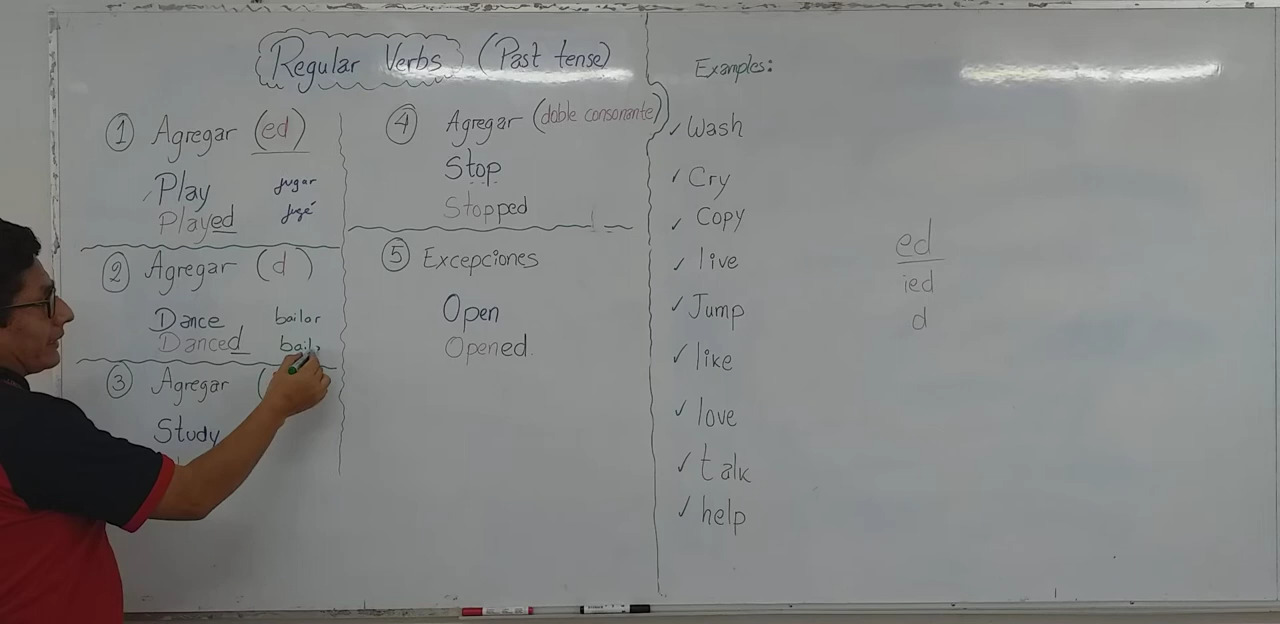 Regular Verbs (Past tense)
① Agregar (ed)
Play jugar
Played jugé
② Agregar (d)
Dance bailar
Danced bail
③ Agregar (
Study
④ Agregar (doble consonante)
Stop
Stopped
⑤ Excepciones
Open
Opened.
Examples:
✓ Wash
✓ Cry
✓ Copy
✓ live
✓ Jump
✓ like
✓ love
✓ talk
✓ help
ed
ied
d